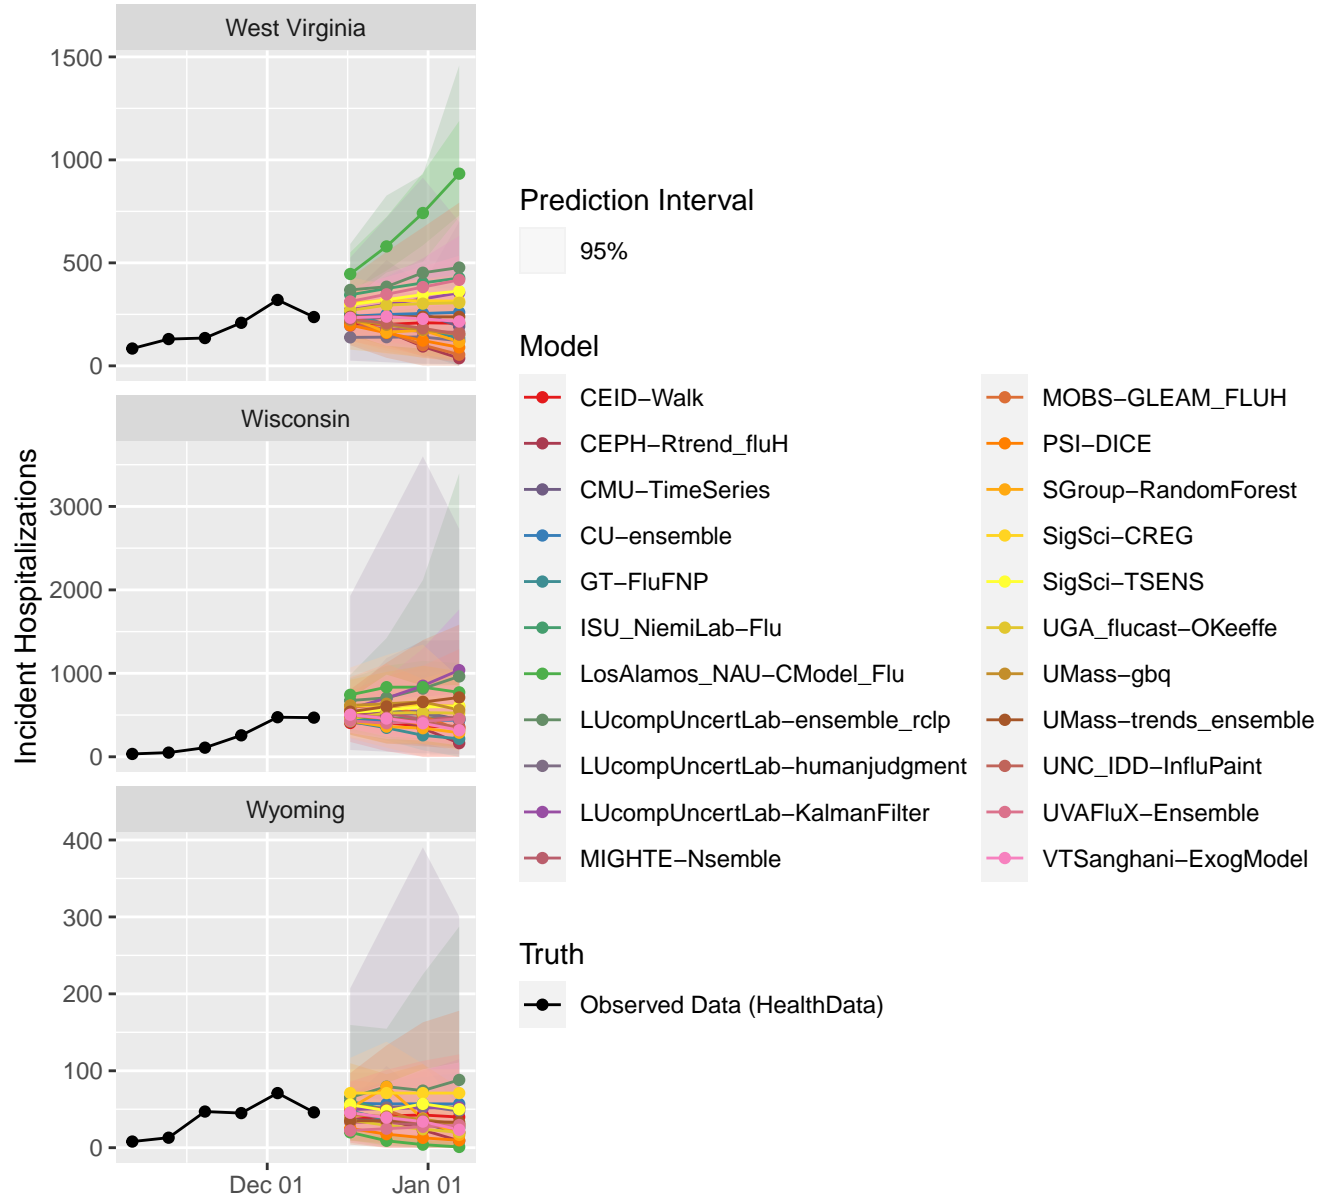 West Virginia
1500
1000
500
0
Wisconsin
3000
2000
1000
0
Wyoming
400
300
200
100
0
Dec 01
Jan 01
Incident Hospitalizations
Prediction Interval
95%
Model
CEID−Walk
CEPH−Rtrend_fluH
CMU−TimeSeries
CU−ensemble
GT−FluFNP
ISU_NiemiLab−Flu
LosAlamos_NAU−CModel_Flu
LUcompUncertLab−ensemble_rclp
LUcompUncertLab−humanjudgment
LUcompUncertLab−KalmanFilter
MIGHTE−Nsemble
MOBS−GLEAM_FLUH
PSI−DICE
SGroup−RandomForest
SigSci−CREG
SigSci−TSENS
UGA_flucast−OKeeffe
UMass−gbq
UMass−trends_ensemble
UNC_IDD−InfluPaint
UVAFluX−Ensemble
VTSanghani−ExogModel
Truth
Observed Data (HealthData)